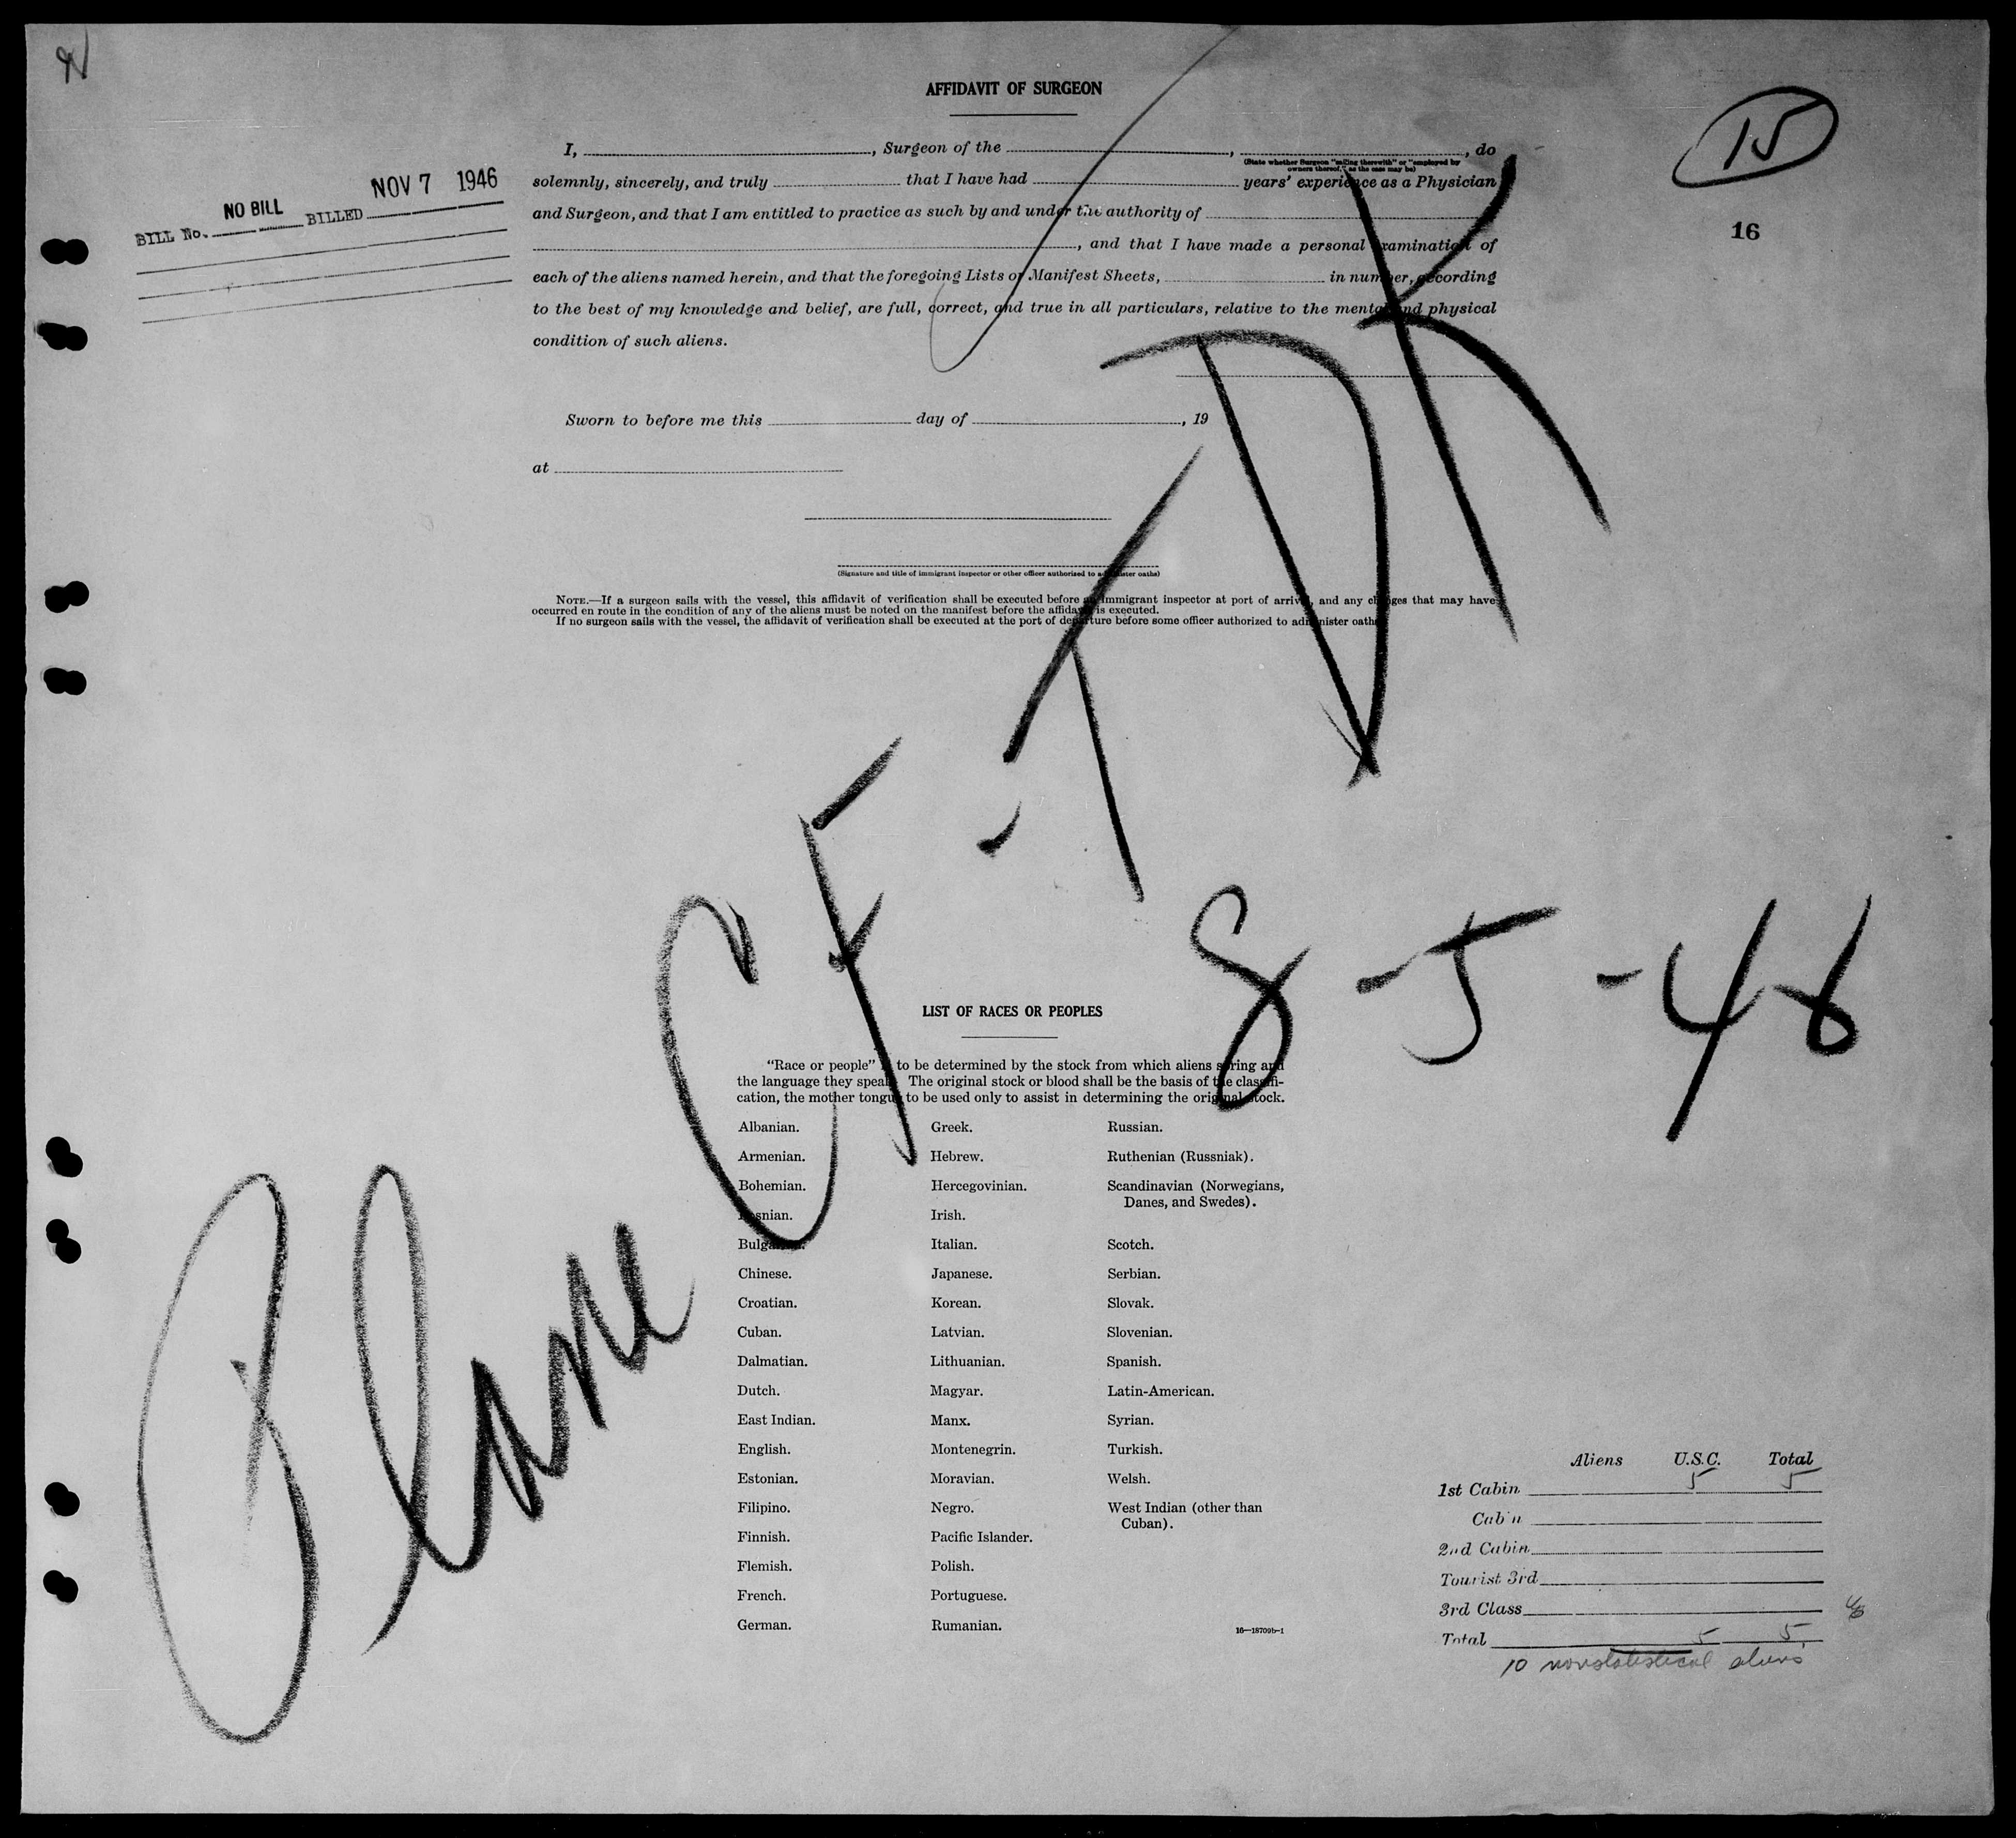 AFFIDAVIT OF SURGEON
15
16
NOV 7 1946
NO BILL
BILL No. BILLED
I, , Surgeon of the , , do
(State whether Surgeon "sailing therewith" or "employed by
owners thereof," as the case may be)
solemnly, sincerely, and truly that I have had years' experience as a Physician
and Surgeon, and that I am entitled to practice as such by and under the authority of
, and that I have made a personal examination of
each of the aliens named herein, and that the foregoing Lists or Manifest Sheets, in number, according
to the best of my knowledge and belief, are full, correct, and true in all particulars, relative to the mental and physical
condition of such aliens.
Sworn to before me this day of , 19
at
(Signature and title of immigrant inspector or other officer authorized to administer oaths)
NOTE.—If a surgeon sails with the vessel, this affidavit of verification shall be executed before an immigrant inspector at port of arrival, and any changes that may have
occurred en route in the condition of any of the aliens must be noted on the manifest before the affidavit is executed.
If no surgeon sails with the vessel, the affidavit of verification shall be executed at the port of departure before some officer authorized to administer oaths.
Plane CF-TDK
8-5-46
LIST OF RACES OR PEOPLES
"Race or people" is to be determined by the stock from which aliens spring and
the language they speak. The original stock or blood shall be the basis of the classifi-
cation, the mother tongue to be used only to assist in determining the original stock.
Albanian. Greek. Russian.
Armenian. Hebrew. Ruthenian (Russniak).
Bohemian. Hercegovinian. Scandinavian (Norwegians,
Danes, and Swedes).
Bosnian. Irish.
Bulgarian. Italian. Scotch.
Chinese. Japanese. Serbian.
Croatian. Korean. Slovak.
Cuban. Latvian. Slovenian.
Dalmatian. Lithuanian. Spanish.
Dutch. Magyar. Latin-American.
East Indian. Manx. Syrian.
English. Montenegrin. Turkish.
Estonian. Moravian. Welsh.
Filipino. Negro. West Indian (other than
Cuban).
Finnish. Pacific Islander.
Flemish. Polish.
French. Portuguese.
German. Rumanian.
16—18709b-1
Aliens U.S.C. Total
1st Cabin 5 5
Cabin
2nd Cabin
Tourist 3rd
3rd Class
Total 5 5
10 nonstatistical aliens